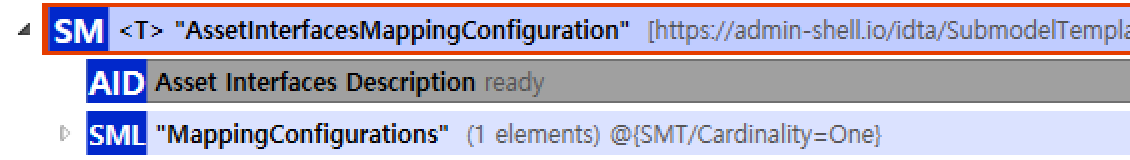 SM <T> "AssetInterfacesMappingConfiguration" [https://admin-shell.io/idta/SubmodelTempla
AID Asset Interfaces Description ready
SML "MappingConfigurations" (1 elements) @{SMT/Cardinality=One}